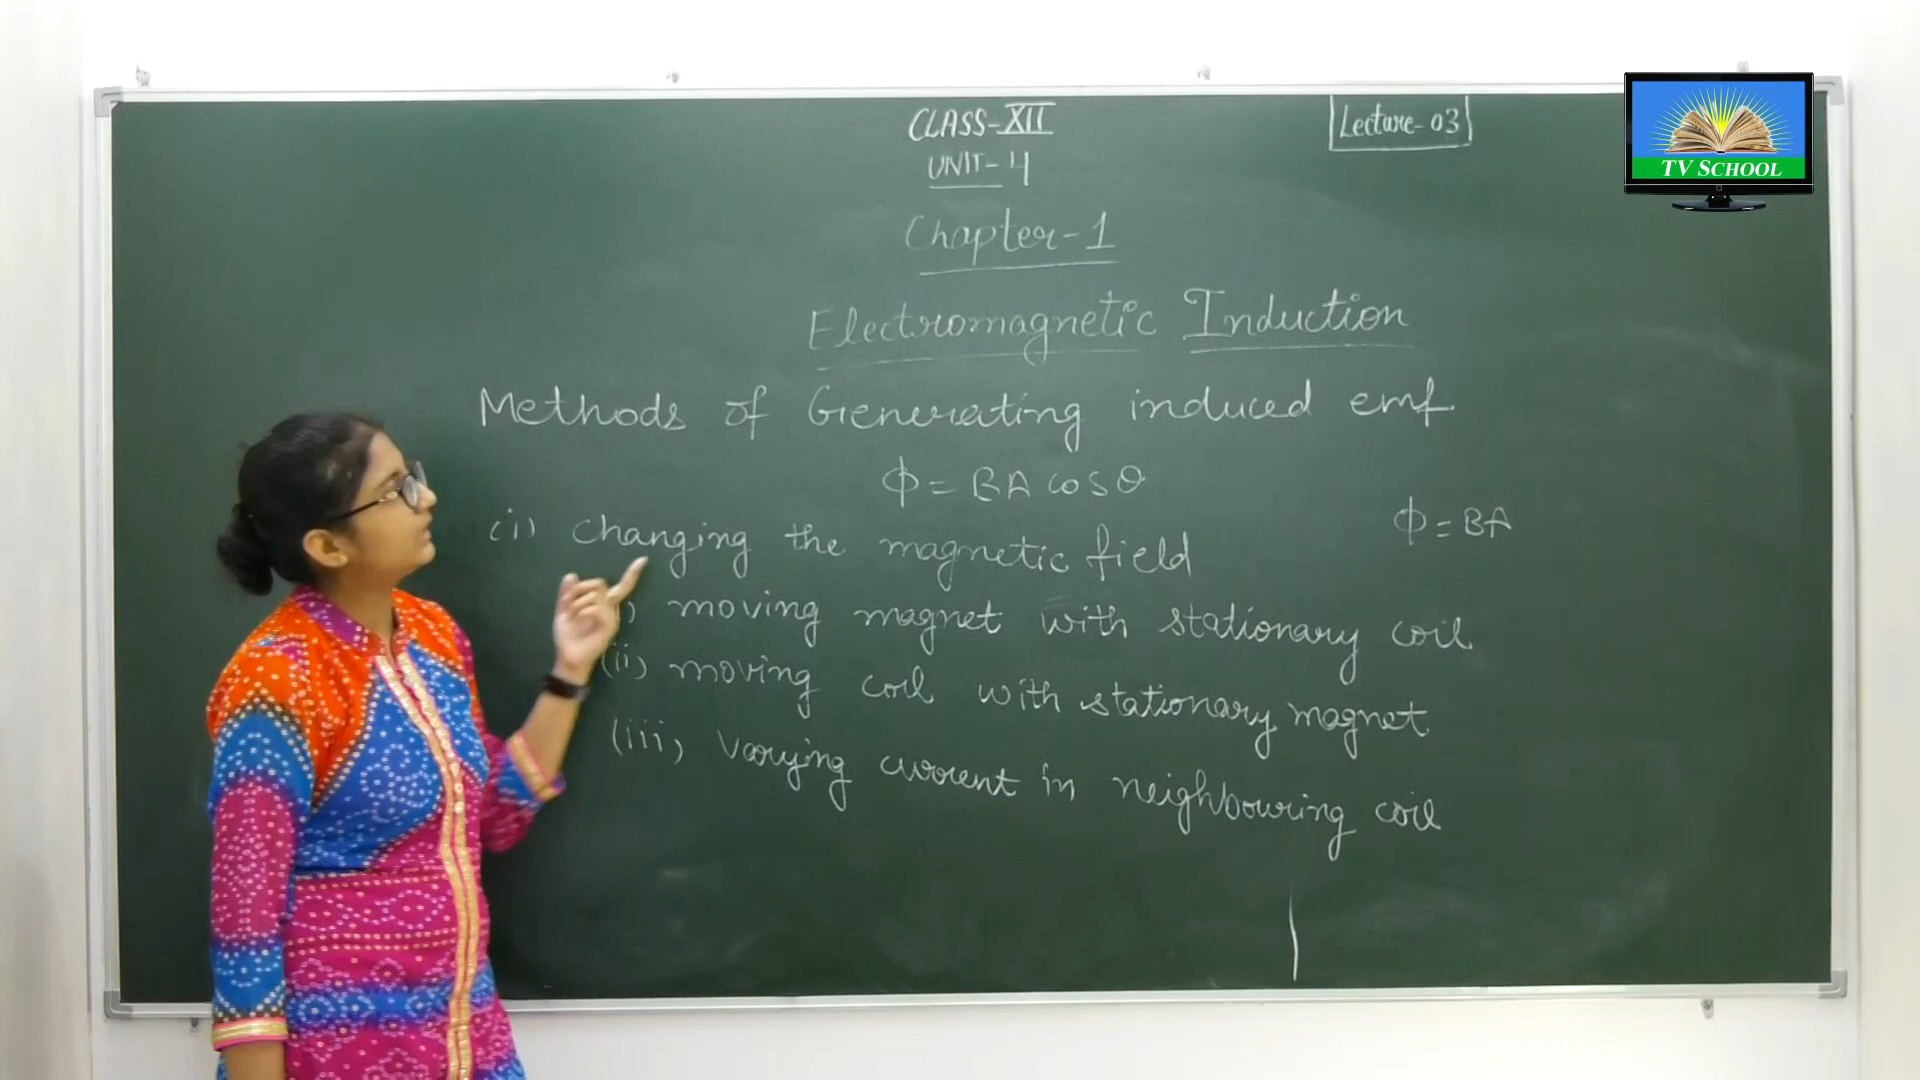 CLASS-XII
Lecture-03
UNIT-4
TV SCHOOL
Chapter-1
Electromagnetic Induction
Methods of Generating induced emf
ϕ = BA cosθ
(i) Changing the magnetic field
ϕ = BA
) moving magnet with stationary coil
(ii) moving coil with stationary magnet
(iii) Varying current in neighbouring coil